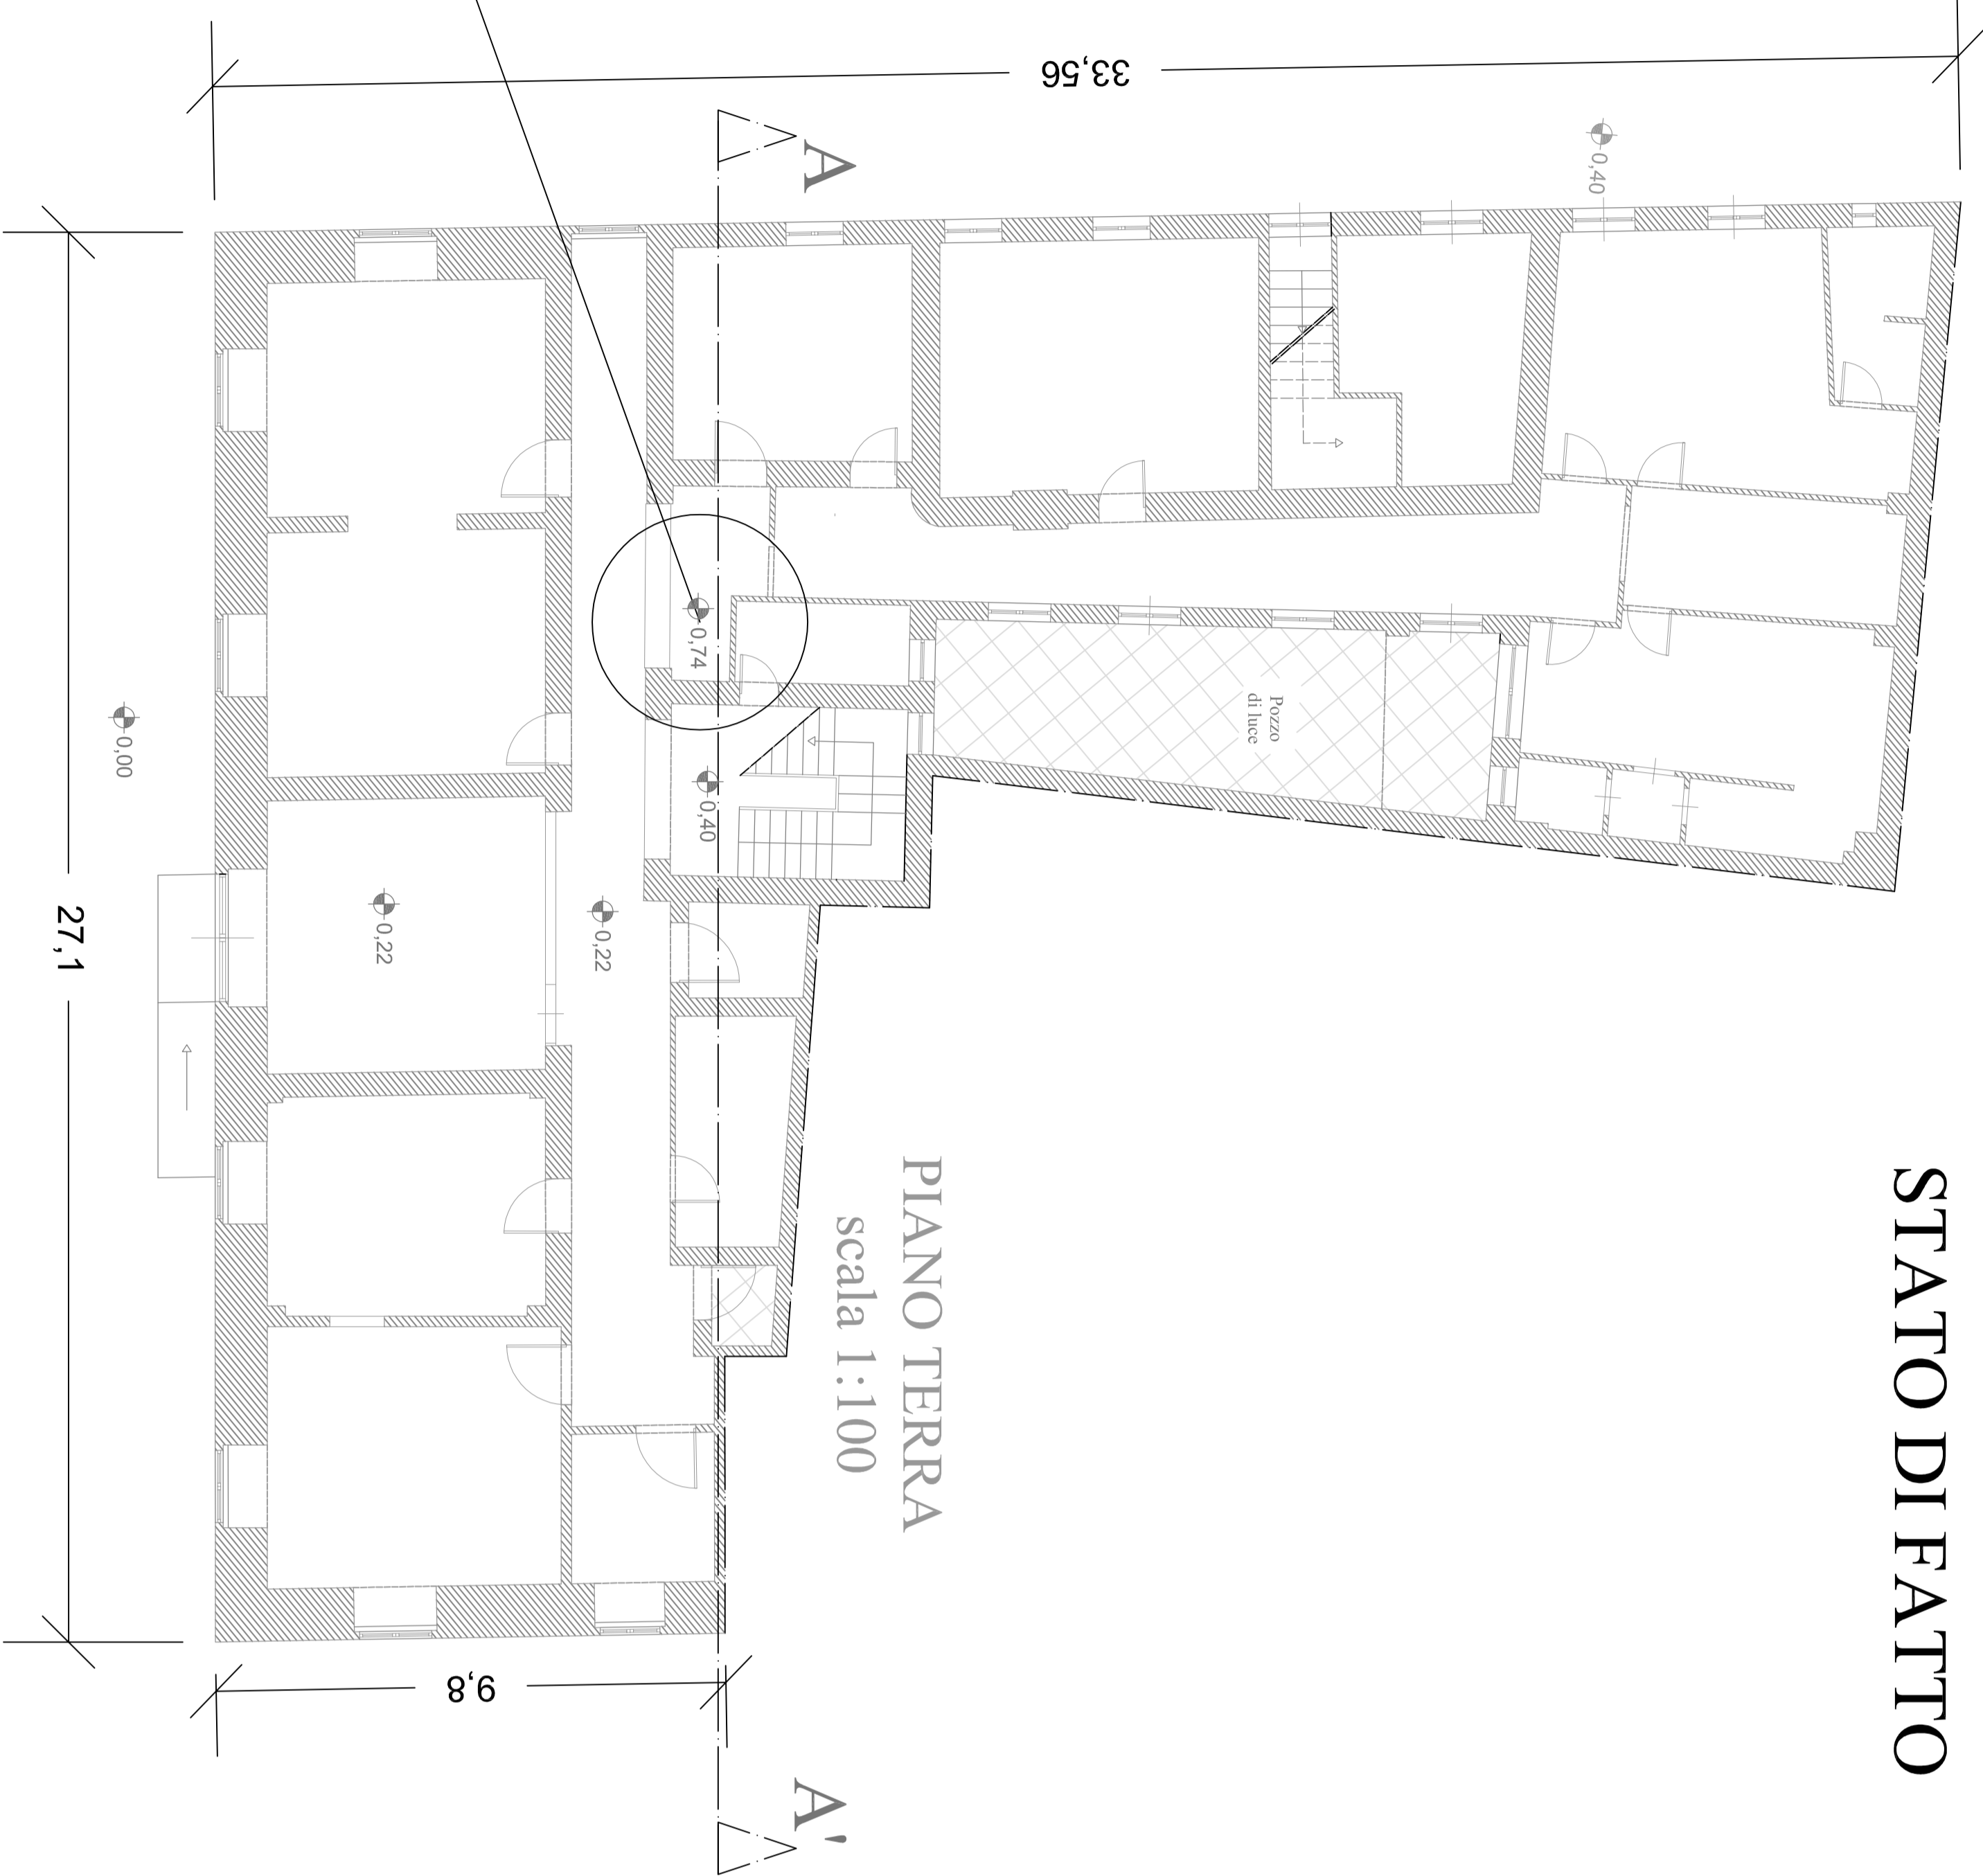 STATO DI FATTO
PIANO TERRA
scala 1:100
33,56
27,1
9,8
A
A'
0,40
0,74
0,40
0,22
0,22
0,00
Pozzo
di luce